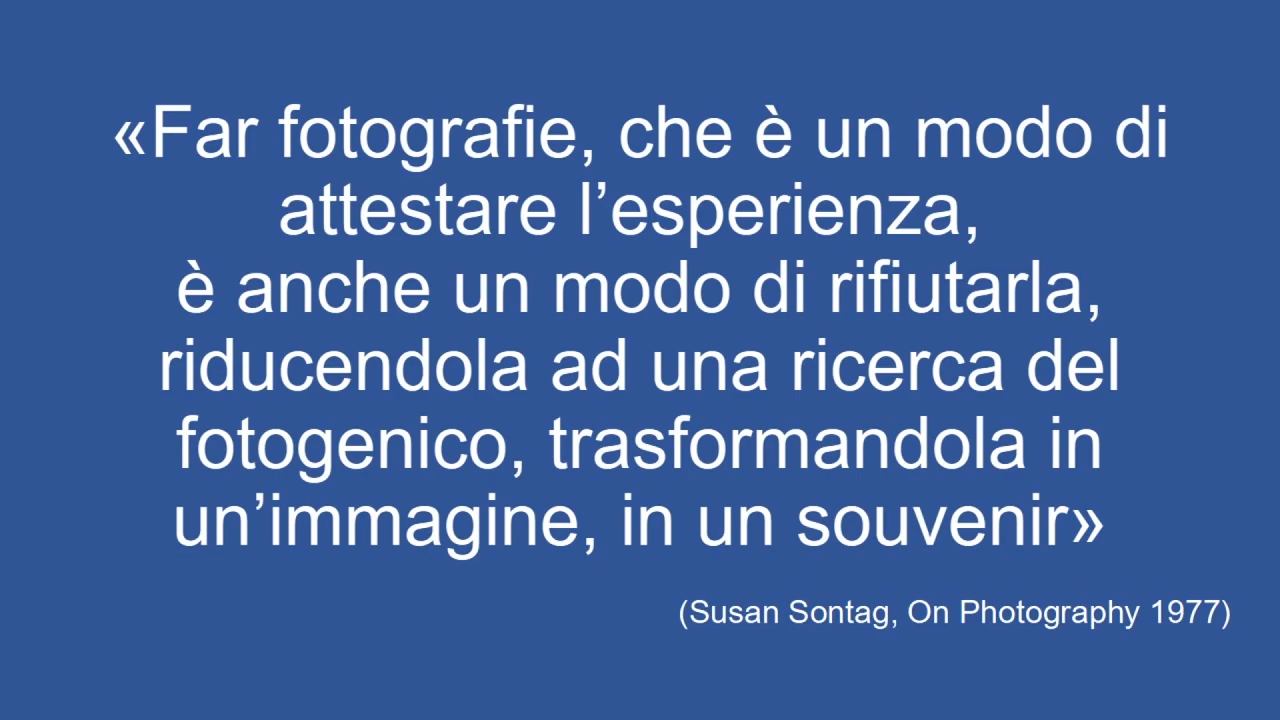 «Far fotografie, che è un modo di
attestare l’esperienza,
è anche un modo di rifiutarla,
riducendola ad una ricerca del
fotogenico, trasformandola in
un’immagine, in un souvenir»
(Susan Sontag, On Photography 1977)